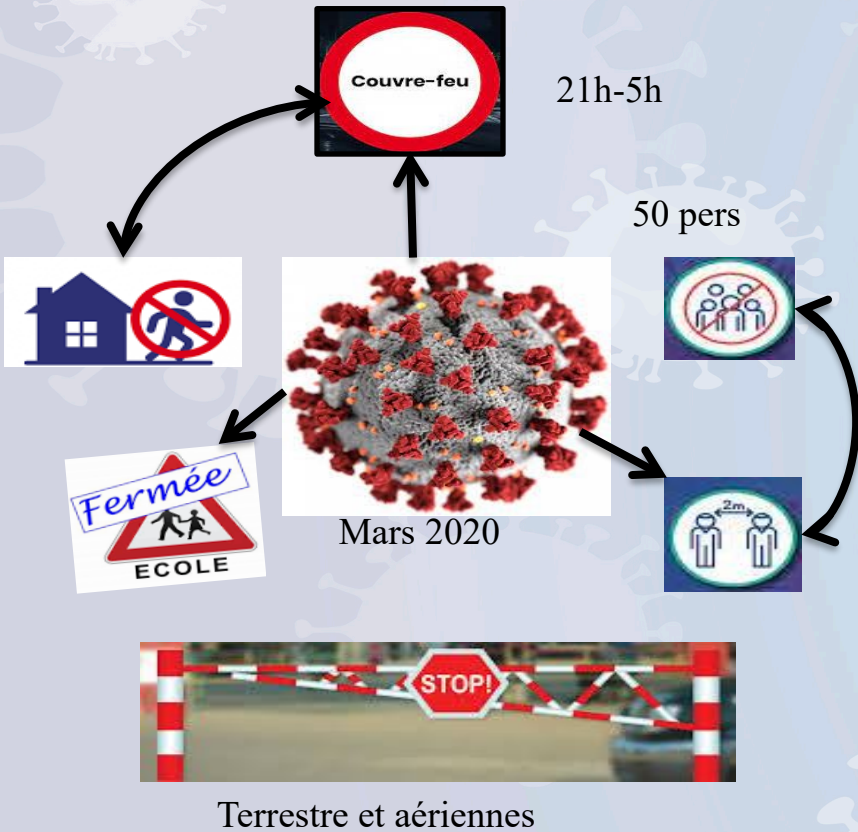 Couvre-feu
21h-5h
50 pers
Fermée
ECOLE
Mars 2020
2m
STOP!
Terrestre et aériennes